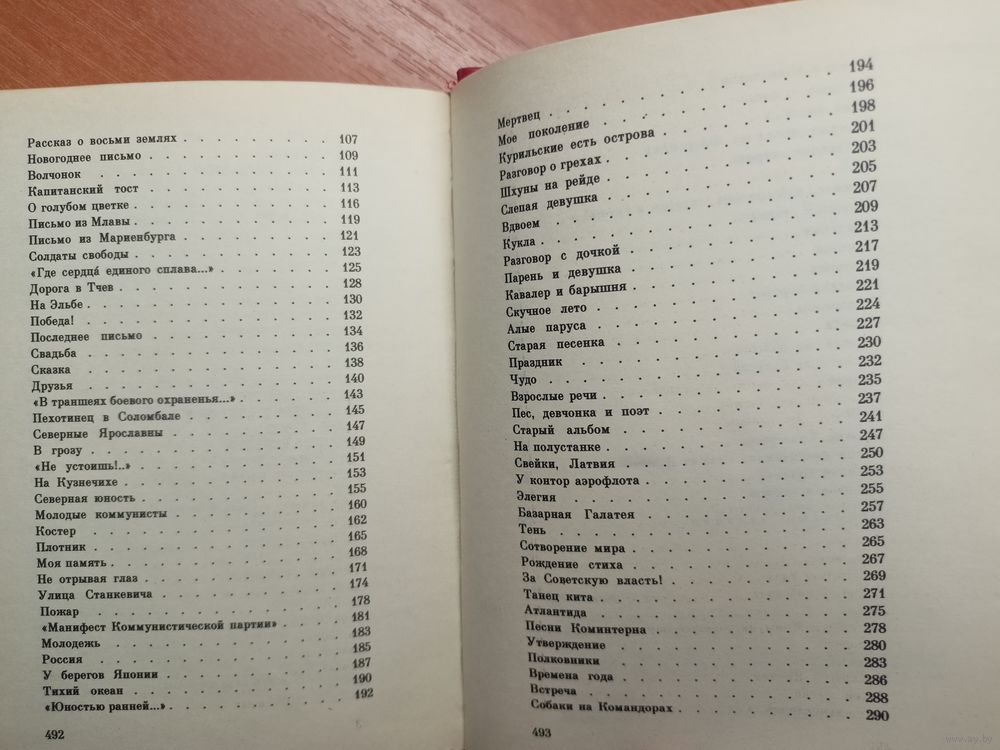 Рассказ о восьми землях . . . . . . . . . 107
Новогоднее письмо . . . . . . . . . . . 109
Волчонок . . . . . . . . . . . . . . 111
Капитанский тост . . . . . . . . . . . 113
О голубом цветке . . . . . . . . . . . . 116
Письмо из Млавы . . . . . . . . . . . . 119
Письмо из Мариенбурга . . . . . . . . . 121
Солдаты свободы . . . . . . . . . . . . 123
«Где сердца́ единого сплава...» . . . . . . . 125
Дорога в Тчев . . . . . . . . . . . . . 128
На Эльбе . . . . . . . . . . . . . . . 130
Победа! . . . . . . . . . . . . . . . 132
Последнее письмо . . . . . . . . . . . 134
Свадьба . . . . . . . . . . . . . . . 136
Сказка . . . . . . . . . . . . . . . 138
Друзья . . . . . . . . . . . . . . . 140
«В траншеях боевого охраненья...» . . . . . . 143
Пехотинец в Соломбале . . . . . . . . . 145
Северные Ярославны . . . . . . . . . . 147
В грозу . . . . . . . . . . . . . . . 149
«Не устоишь!..» . . . . . . . . . . . . 151
На Кузнечихе . . . . . . . . . . . . . 153
Северная юность . . . . . . . . . . . . 155
Молодые коммунисты . . . . . . . . . . 160
Костер . . . . . . . . . . . . . . . 162
Плотник . . . . . . . . . . . . . . . 165
Моя память . . . . . . . . . . . . . . 168
Не отрывая глаз . . . . . . . . . . . . 171
Улица Станкевича . . . . . . . . . . . 174
Пожар . . . . . . . . . . . . . . . 178
«Манифест Коммунистической партии» . . . . 181
Молодежь . . . . . . . . . . . . . . 183
Россия . . . . . . . . . . . . . . . 185
У берегов Японии . . . . . . . . . . . 187
Тихий океан . . . . . . . . . . . . . 190
«Юностью ранней...» . . . . . . . . . . . 192
492
Мертвец . . . . . . . . . . . . . . 194
Мое поколение . . . . . . . . . . . . 196
Курильские есть острова . . . . . . . . . 198
Разговор о грехах . . . . . . . . . . . 201
Шхуны на рейде . . . . . . . . . . . . 203
Слепая девушка . . . . . . . . . . . . 205
Вдвоем . . . . . . . . . . . . . . . 207
Кукла . . . . . . . . . . . . . . . 209
Разговор с дочкой . . . . . . . . . . . 213
Парень и девушка . . . . . . . . . . . 217
Кавалер и барышня . . . . . . . . . . . 219
Скучное лето . . . . . . . . . . . . . 221
Алые паруса . . . . . . . . . . . . . 224
Старая песенка . . . . . . . . . . . . 227
Праздник . . . . . . . . . . . . . . 230
Чудо . . . . . . . . . . . . . . . . 232
Взрослые речи . . . . . . . . . . . . . 235
Пес, девчонка и поэт . . . . . . . . . . 237
Старый альбом . . . . . . . . . . . . 241
На полустанке . . . . . . . . . . . . . 247
Свейки, Латвия . . . . . . . . . . . . 250
У контор аэрофлота . . . . . . . . . . . 253
Элегия . . . . . . . . . . . . . . . 255
Базарная Галатея . . . . . . . . . . . 257
Тень . . . . . . . . . . . . . . . . 263
Сотворение мира . . . . . . . . . . . . 265
Рождение стиха . . . . . . . . . . . . 267
За Советскую власть! . . . . . . . . . . 269
Танец кита . . . . . . . . . . . . . . 271
Атлантида . . . . . . . . . . . . . . 275
Песни Коминтерна . . . . . . . . . . . 278
Утверждение . . . . . . . . . . . . . 280
Полковники . . . . . . . . . . . . . . 283
Времена года . . . . . . . . . . . . . 286
Встреча . . . . . . . . . . . . . . . 288
Собаки на Командорах . . . . . . . . . . 290
493
www.ay.by